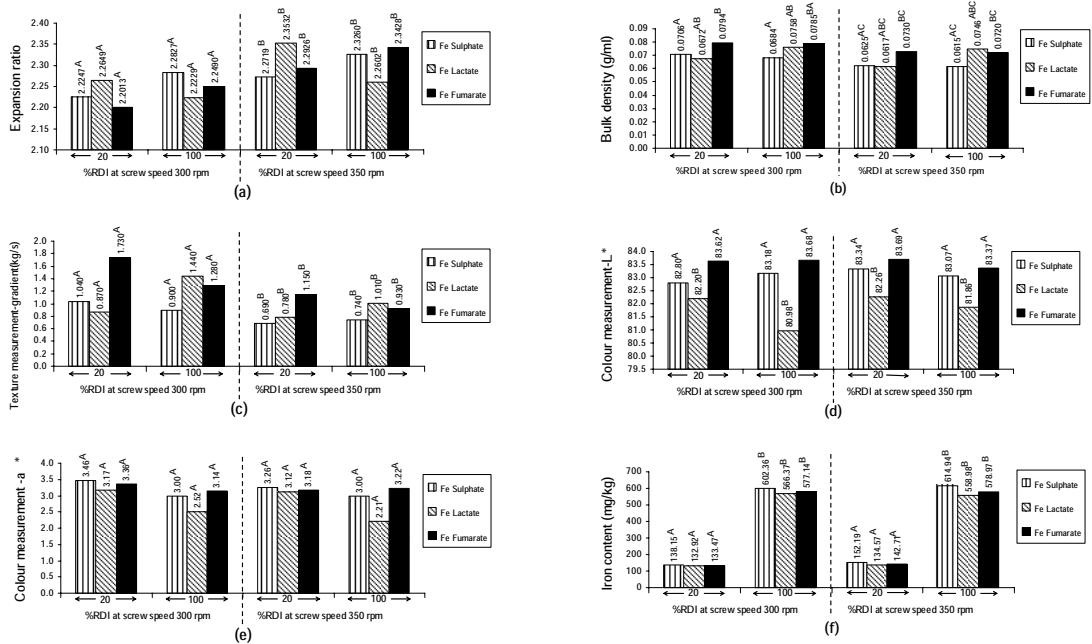 Expansion ratio
2.40
2.35
2.30
2.25
2.20
2.15
2.10
2.2247A
2.2649A
2.2013A
2.2827A
2.2229A
2.2490A
2.2719B
2.3532B
2.2926B
2.3260B
2.2602B
2.3428B
20
100
20
100
%RDI at screw speed 300 rpm
%RDI at screw speed 350 rpm
Fe Sulphate
Fe Lactate
Fe Fumarate
(a)
Bulk density (g/ml)
0.09
0.08
0.07
0.06
0.05
0.04
0.03
0.02
0.01
0.00
0.0706A
0.0672AB
0.0794B
0.0684A
0.0758AB
0.0785BA
0.0625AC
0.0617ABC
0.0730BC
0.0615AC
0.0746ABC
0.0720BC
20
100
20
100
%RDI at screw speed 300 rpm
%RDI at screw speed 350 rpm
Fe Sulphate
Fe Lactate
Fe Fumarate
(b)
Texture measurement-gradient(kg/s)
2.0
1.8
1.6
1.4
1.2
1.0
0.8
0.6
0.4
0.2
0.0
1.040A
0.870A
1.730A
0.900A
1.440A
1.280A
0.690B
0.780B
1.150B
0.740B
1.010B
0.930B
20
100
20
100
%RDI at screw speed 300 rpm
%RDI at screw speed 350 rpm
Fe Sulphate
Fe Lactate
Fe Fumarate
(c)
Colour measurement-L*
84.0
83.5
83.0
82.5
82.0
81.5
81.0
80.5
80.0
79.5
82.80A
82.20B
83.62A
83.18A
80.98B
83.68A
83.34A
82.26B
83.69A
83.07A
81.86B
83.37A
20
100
20
100
%RDI at screw speed 300 rpm
%RDI at screw speed 350 rpm
Fe Sulphate
Fe Lactate
Fe Fumarate
(d)
Colour measurement -a *
4.0
3.5
3.0
2.5
2.0
1.5
1.0
0.5
0.0
3.46A
3.17A
3.36A
3.00A
2.52A
3.14A
3.26A
3.12A
3.18A
3.00A
2.21A
3.22A
20
100
20
100
%RDI at screw speed 300 rpm
%RDI at screw speed 350 rpm
Fe Sulphate
Fe Lactate
Fe Fumarate
(e)
Iron content (mg/kg)
700
600
500
400
300
200
100
0
138.15A
132.92A
133.47A
602.36B
566.37B
577.14B
152.19A
134.57A
142.71A
614.94B
558.98B
578.97B
20
100
20
100
%RDI at screw speed 300 rpm
%RDI at screw speed 350 rpm
Fe Sulphate
Fe Lactate
Fe Fumarate
(f)